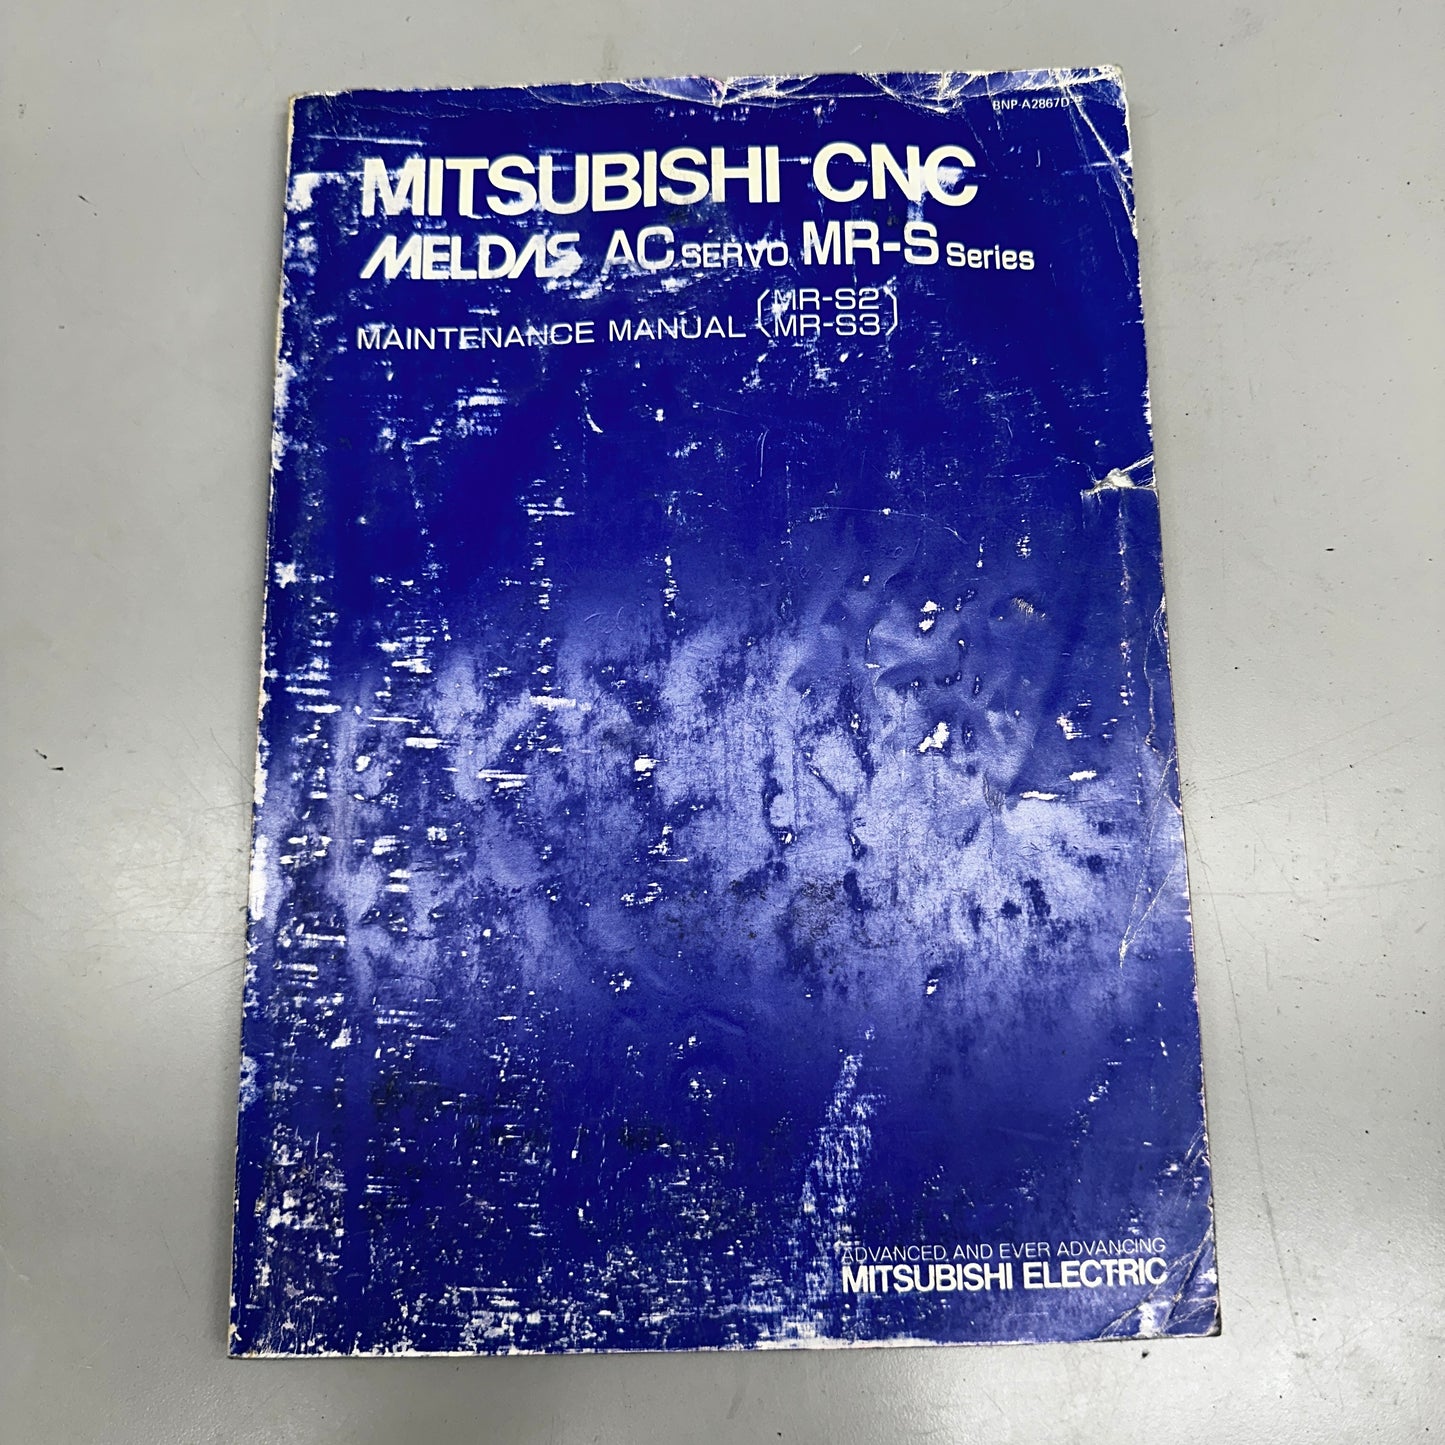 BNP-A2867D
MITSUBISHI CNC
MELDAS AC SERVO MR-S Series
MAINTENANCE MANUAL (MR-S2
MR-S3)
ADVANCED AND EVER ADVANCING
MITSUBISHI ELECTRIC